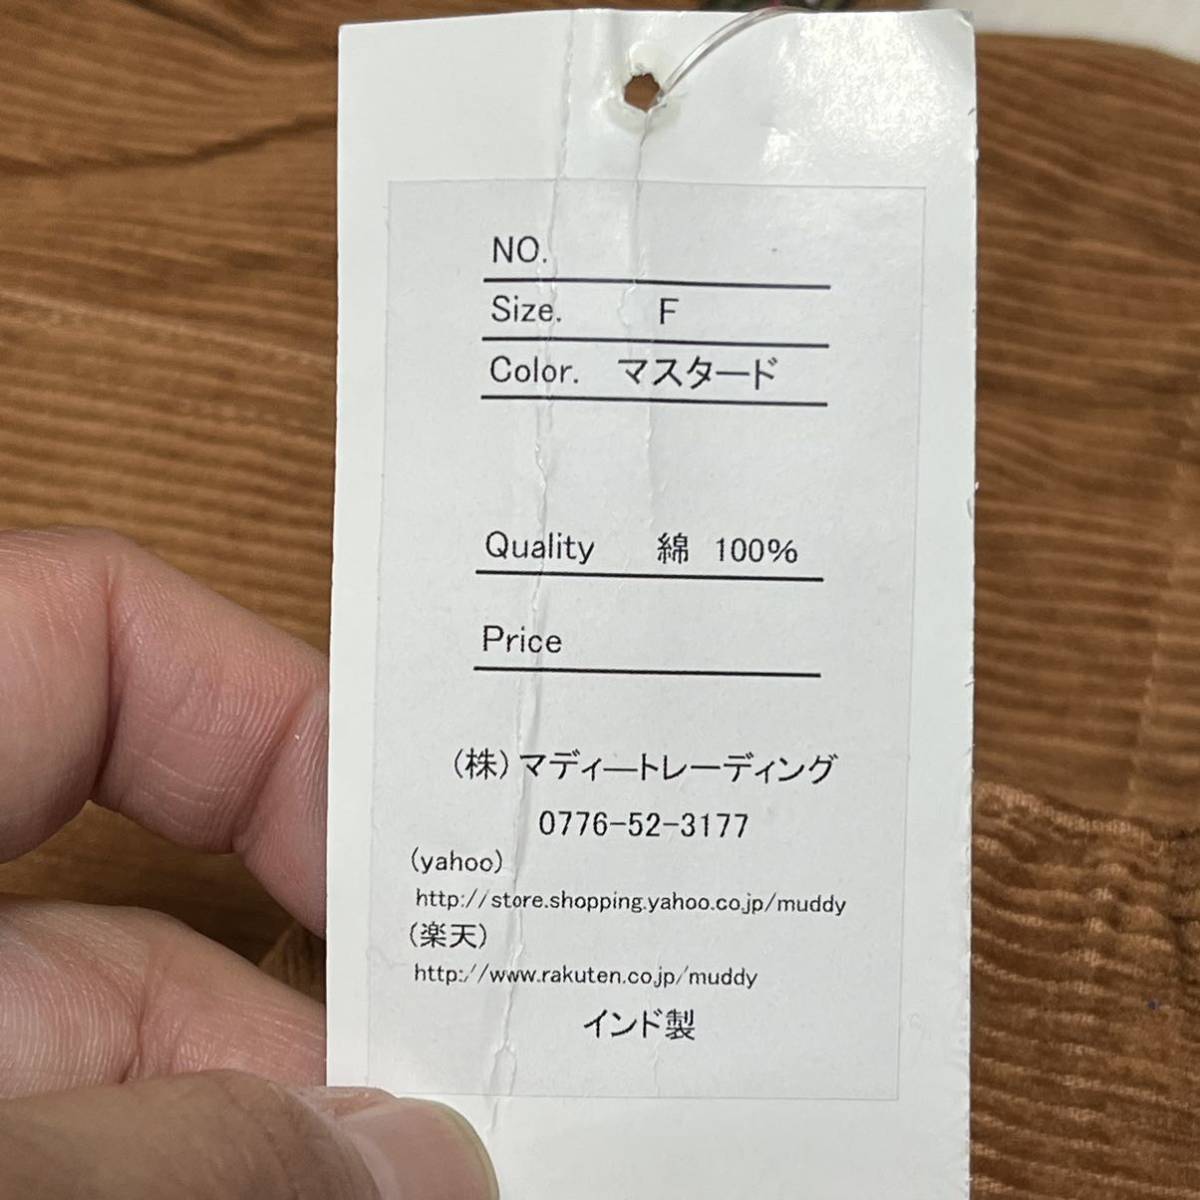 NO.
Size. F
Color. マスタード
Quality 綿 100%
Price
(株)マディートレーディング
0776-52-3177
(yahoo)
http://store.shopping.yahoo.co.jp/muddy
(楽天)
http://www.rakuten.co.jp/muddy
インド製